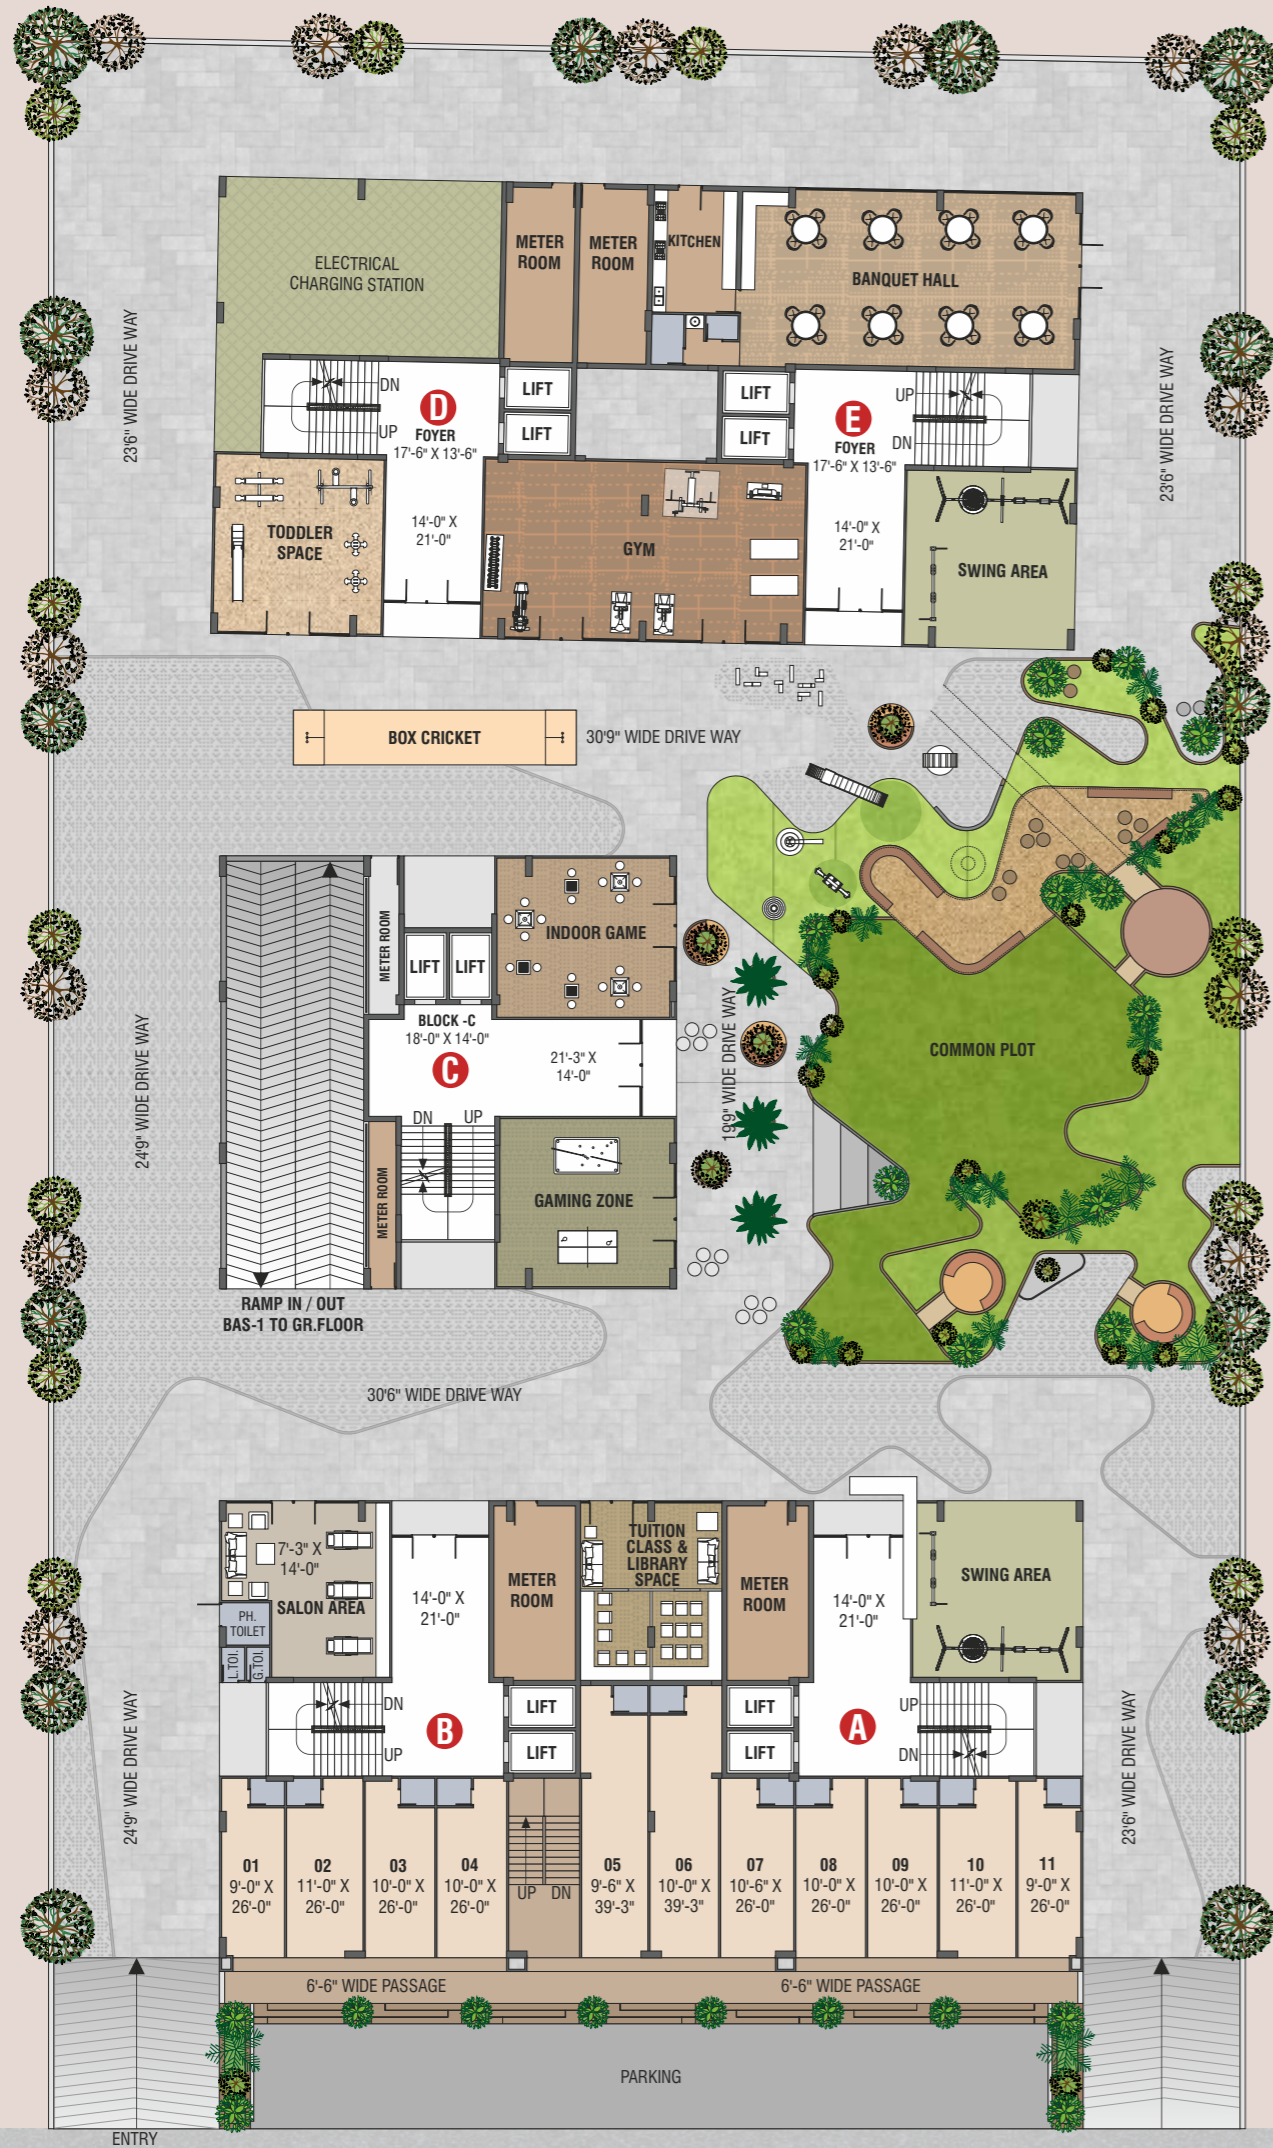 ELECTRICAL
CHARGING STATION
METER
ROOM
METER
ROOM
KITCHEN
BANQUET HALL
23'6" WIDE DRIVE WAY
23'6" WIDE DRIVE WAY
DN
UP
D
FOYER
17'-6" X 13'-6"
14'-0" X
21'-0"
LIFT
LIFT
LIFT
LIFT
E
FOYER
17'-6" X 13'-6"
14'-0" X
21'-0"
UP
DN
TODDLER
SPACE
GYM
SWING AREA
BOX CRICKET
30'9" WIDE DRIVE WAY
METER ROOM
LIFT
LIFT
INDOOR GAME
BLOCK -C
18'-0" X 14'-0"
C
21'-3" X
14'-0"
DN
UP
METER ROOM
GAMING ZONE
24'9" WIDE DRIVE WAY
19'9" WIDE DRIVE WAY
COMMON PLOT
RAMP IN / OUT
BAS-1 TO GR.FLOOR
30'6" WIDE DRIVE WAY
7'-3" X
14'-0"
SALON AREA
PH.
TOILET
L.TOI.
G.TOI.
14'-0" X
21'-0"
METER
ROOM
TUITION
CLASS &
LIBRARY
SPACE
METER
ROOM
14'-0" X
21'-0"
SWING AREA
DN
UP
B
LIFT
LIFT
LIFT
LIFT
A
UP
DN
24'9" WIDE DRIVE WAY
23'6" WIDE DRIVE WAY
01
9'-0" X
26'-0"
02
11'-0" X
26'-0"
03
10'-0" X
26'-0"
04
10'-0" X
26'-0"
UP
DN
05
9'-6" X
39'-3"
06
10'-0" X
39'-3"
07
10'-6" X
26'-0"
08
10'-0" X
26'-0"
09
10'-0" X
26'-0"
10
11'-0" X
26'-0"
11
9'-0" X
26'-0"
6'-6" WIDE PASSAGE
6'-6" WIDE PASSAGE
PARKING
ENTRY